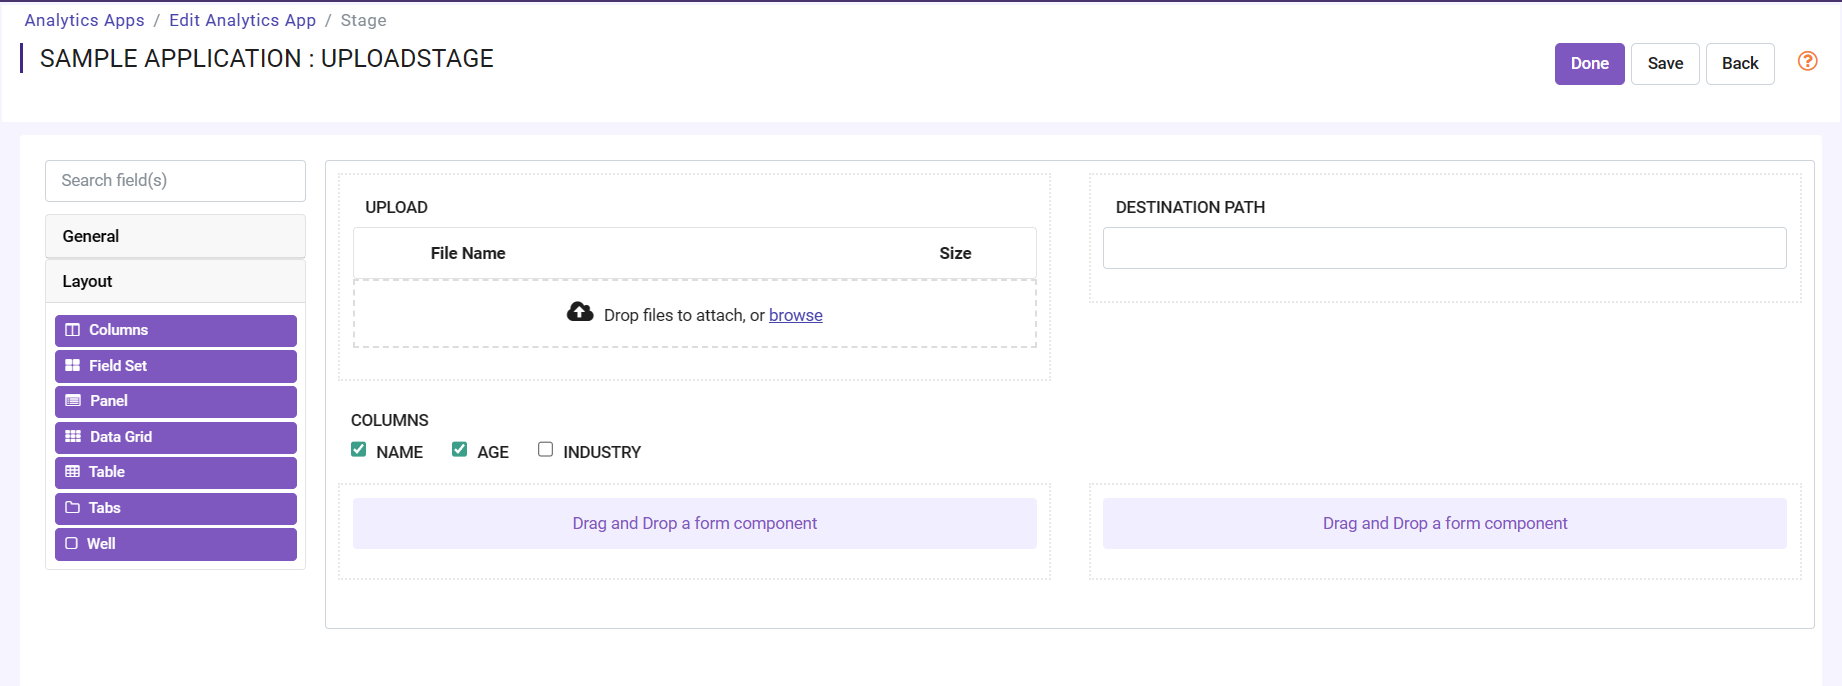 Analytics Apps / Edit Analytics App / Stage
SAMPLE APPLICATION : UPLOADSTAGE
Done Save Back ?
Search field(s)
General
Layout
Columns
Field Set
Panel
Data Grid
Table
Tabs
Well
UPLOAD
File Name Size
Drop files to attach, or browse
DESTINATION PATH
COLUMNS
NAME AGE INDUSTRY
Drag and Drop a form component
Drag and Drop a form component